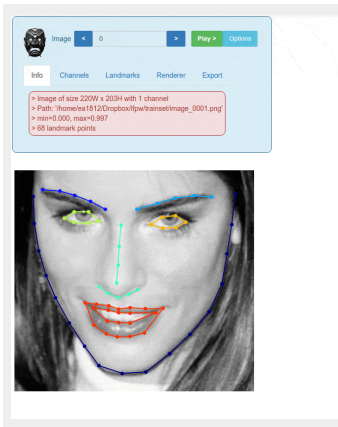 Image < 0 > Play > Options
Info Channels Landmarks Renderer Export
> Image of size 220W x 203H with 1 channel
> Path: '/home/ea1812/Dropbox/lfpw/trainset/image_0001.png'
> min=0.000, max=0.997
> 68 landmark points